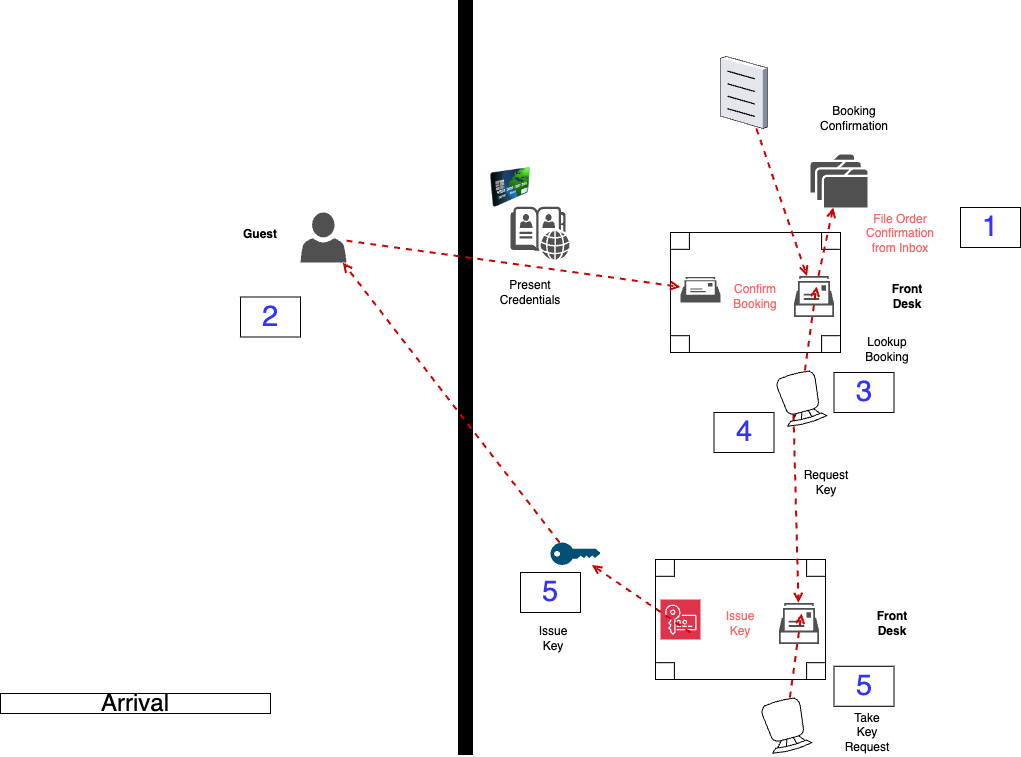 Booking
Confirmation
File Order
Confirmation
from Inbox
1
Guest
Present
Credentials
Confirm
Booking
Front
Desk
2
Lookup
Booking
3
4
Request
Key
5
Issue
Key
Issue
Key
Front
Desk
5
Take
Key
Request
Arrival